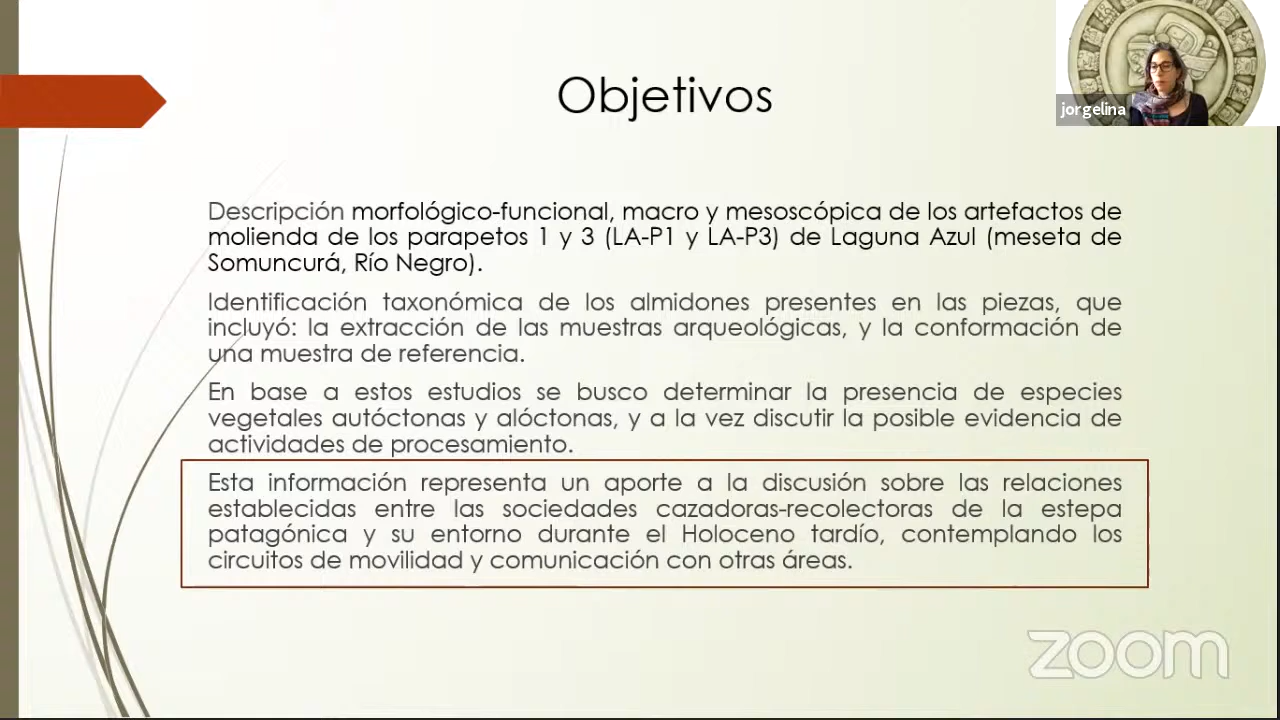 Objetivos
jorgelina
Descripción morfológico-funcional, macro y mesoscópica de los artefactos de
molienda de los parapetos 1 y 3 (LA-P1 y LA-P3) de Laguna Azul (meseta de
Somuncurá, Río Negro).
Identificación taxonómica de los almidones presentes en las piezas, que
incluyó: la extracción de las muestras arqueológicas, y la conformación de
una muestra de referencia.
En base a estos estudios se busco determinar la presencia de especies
vegetales autóctonas y alóctonas, y a la vez discutir la posible evidencia de
actividades de procesamiento.
Esta información representa un aporte a la discusión sobre las relaciones
establecidas entre las sociedades cazadoras-recolectoras de la estepa
patagónica y su entorno durante el Holoceno tardío, contemplando los
circuitos de movilidad y comunicación con otras áreas.
zoom